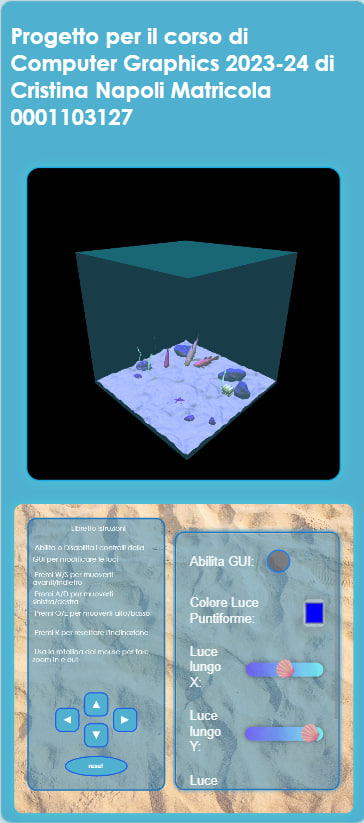 Progetto per il corso di
Computer Graphics 2023-24 di
Cristina Napoli Matricola
0001103127
Libretto Istruzioni
Abilita o Disabilita i controlli della
GUI per modificare le luci
Premi W/S per muoverti
avanti/indietro
Premi A/D per muoverti
sinistra/destra
Premi Q/E per muoverti alto/basso
Premi R per resettare l'inclinazione
Usa la rotellina del mouse per fare
zoom in e out
reset
Abilita GUI:
Colore Luce
Puntiforme:
Luce
lungo
X:
Luce
lungo
Y:
Luce